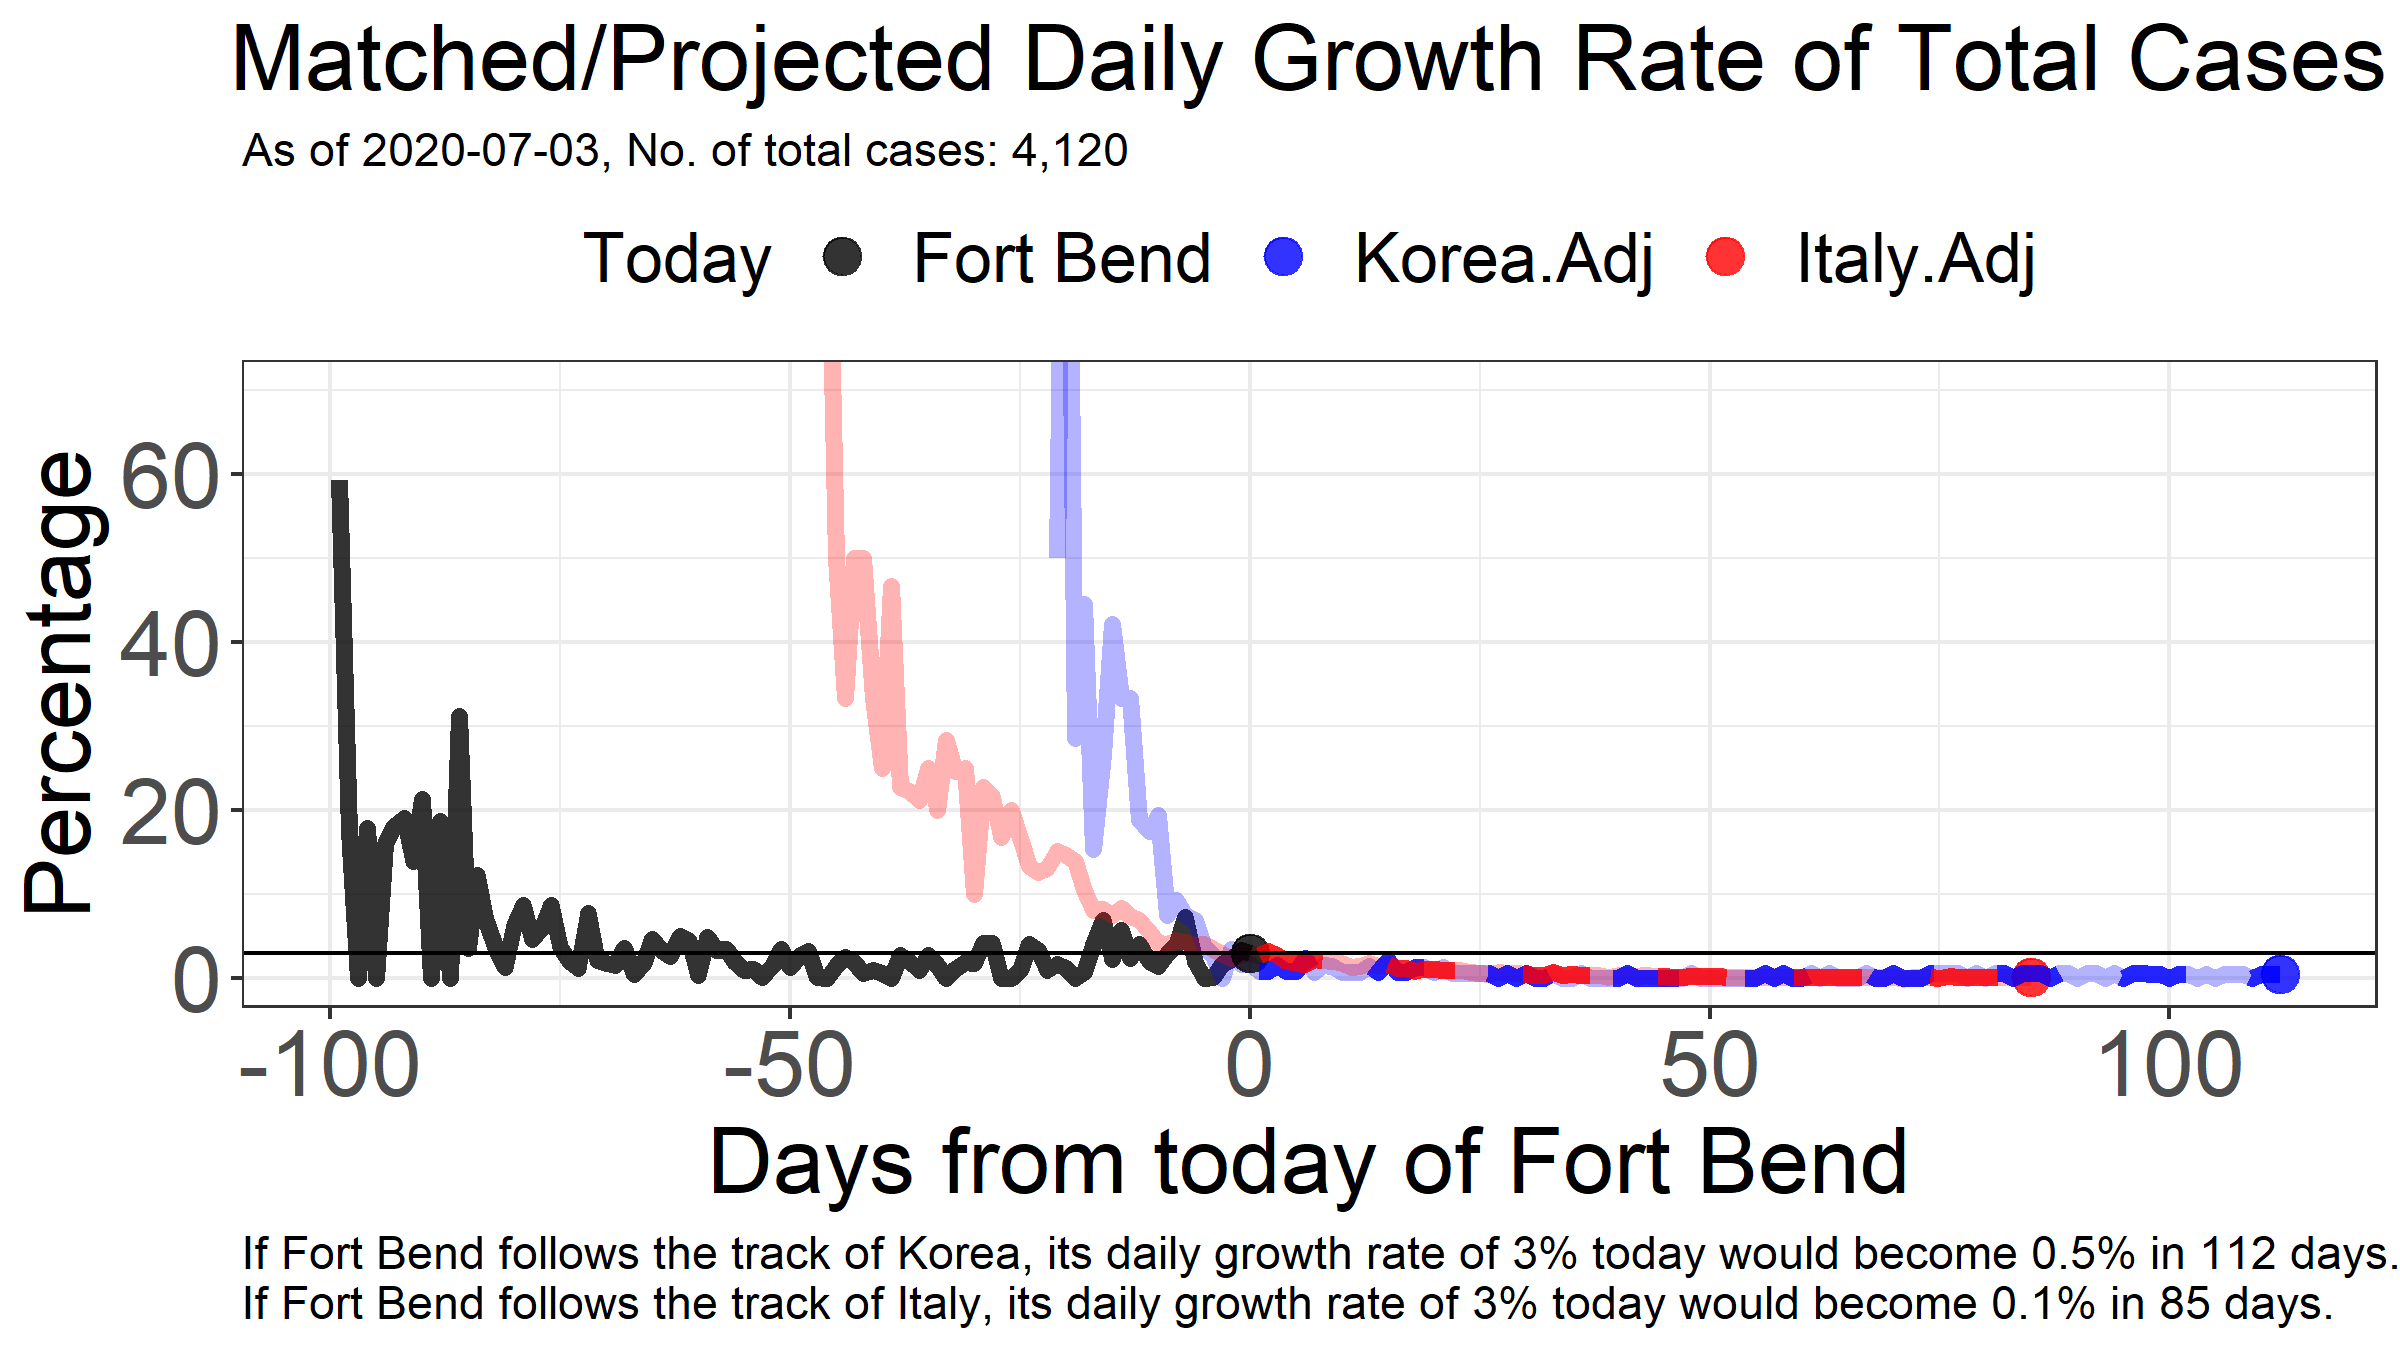 Matched/Projected Daily Growth Rate of Total Cases
As of 2020-07-03, No. of total cases: 4,120
Today Fort Bend Korea.Adj Italy.Adj
Percentage
60
40
20
0
-100 -50 0 50 100
Days from today of Fort Bend
If Fort Bend follows the track of Korea, its daily growth rate of 3% today would become 0.5% in 112 days.
If Fort Bend follows the track of Italy, its daily growth rate of 3% today would become 0.1% in 85 days.